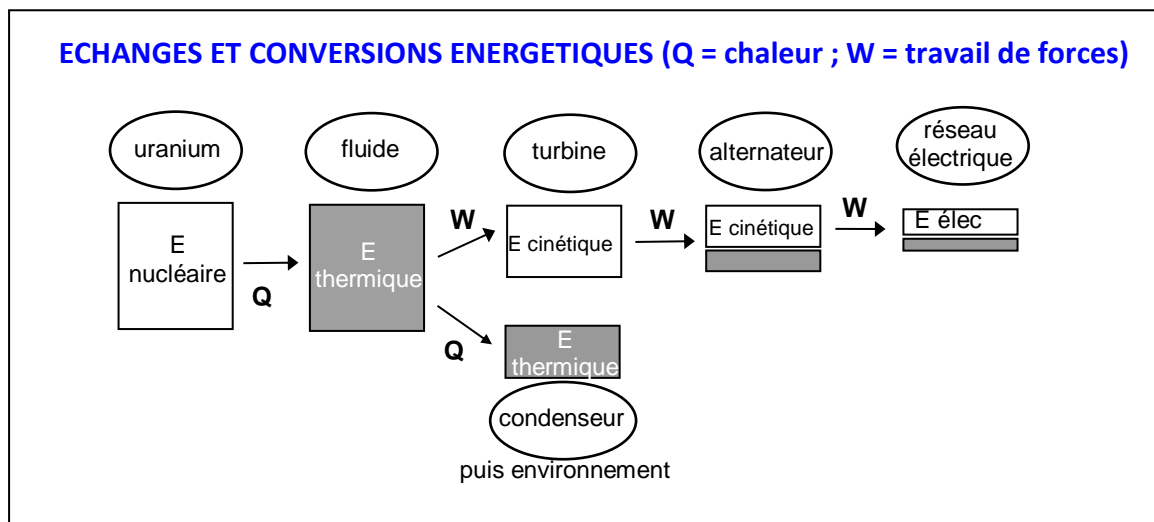 ECHANGES ET CONVERSIONS ENERGETIQUES (Q = chaleur ; W = travail de forces)
uranium
fluide
turbine
alternateur
réseau
électrique
E
nucléaire
Q
E
thermique
W
E cinétique
W
E cinétique
W
E élec
Q
E
thermique
condenseur
puis environnement